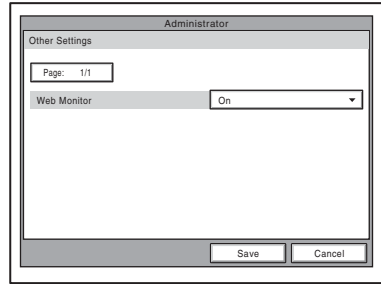 Administrator
Other Settings
Page: 1/1
Web Monitor On
Save Cancel